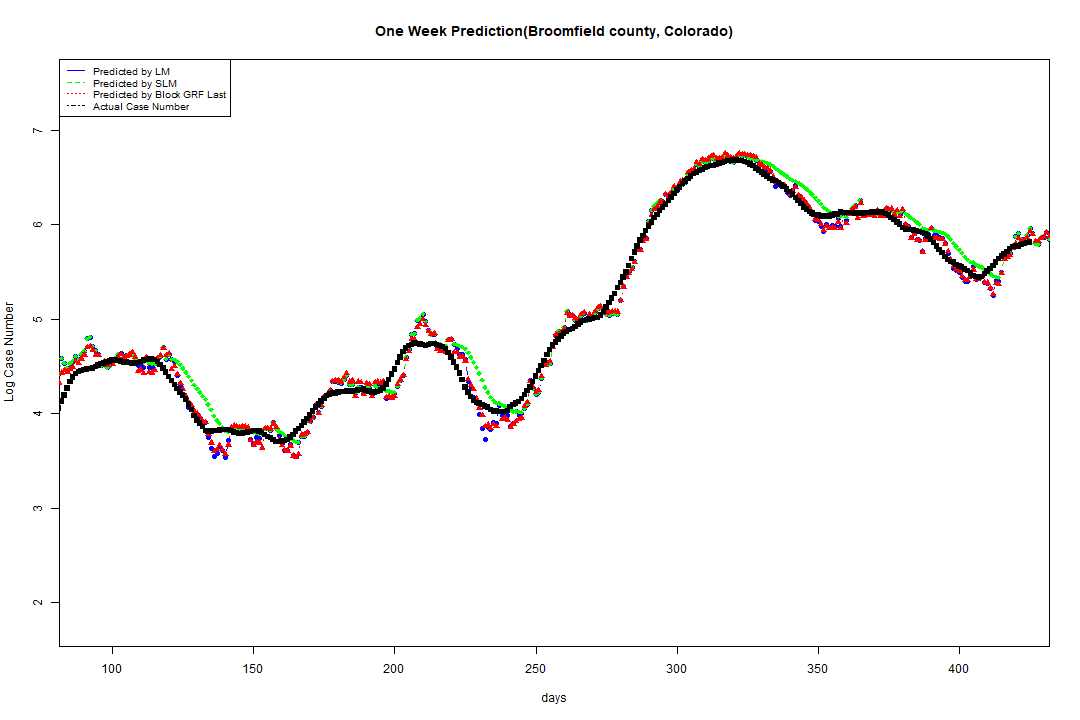 One Week Prediction(Broomfield county, Colorado)
Predicted by LM
Predicted by SLM
Predicted by Block GRF Last
Actual Case Number
7
6
5
4
3
2
Log Case Number
100 150 200 250 300 350 400
days